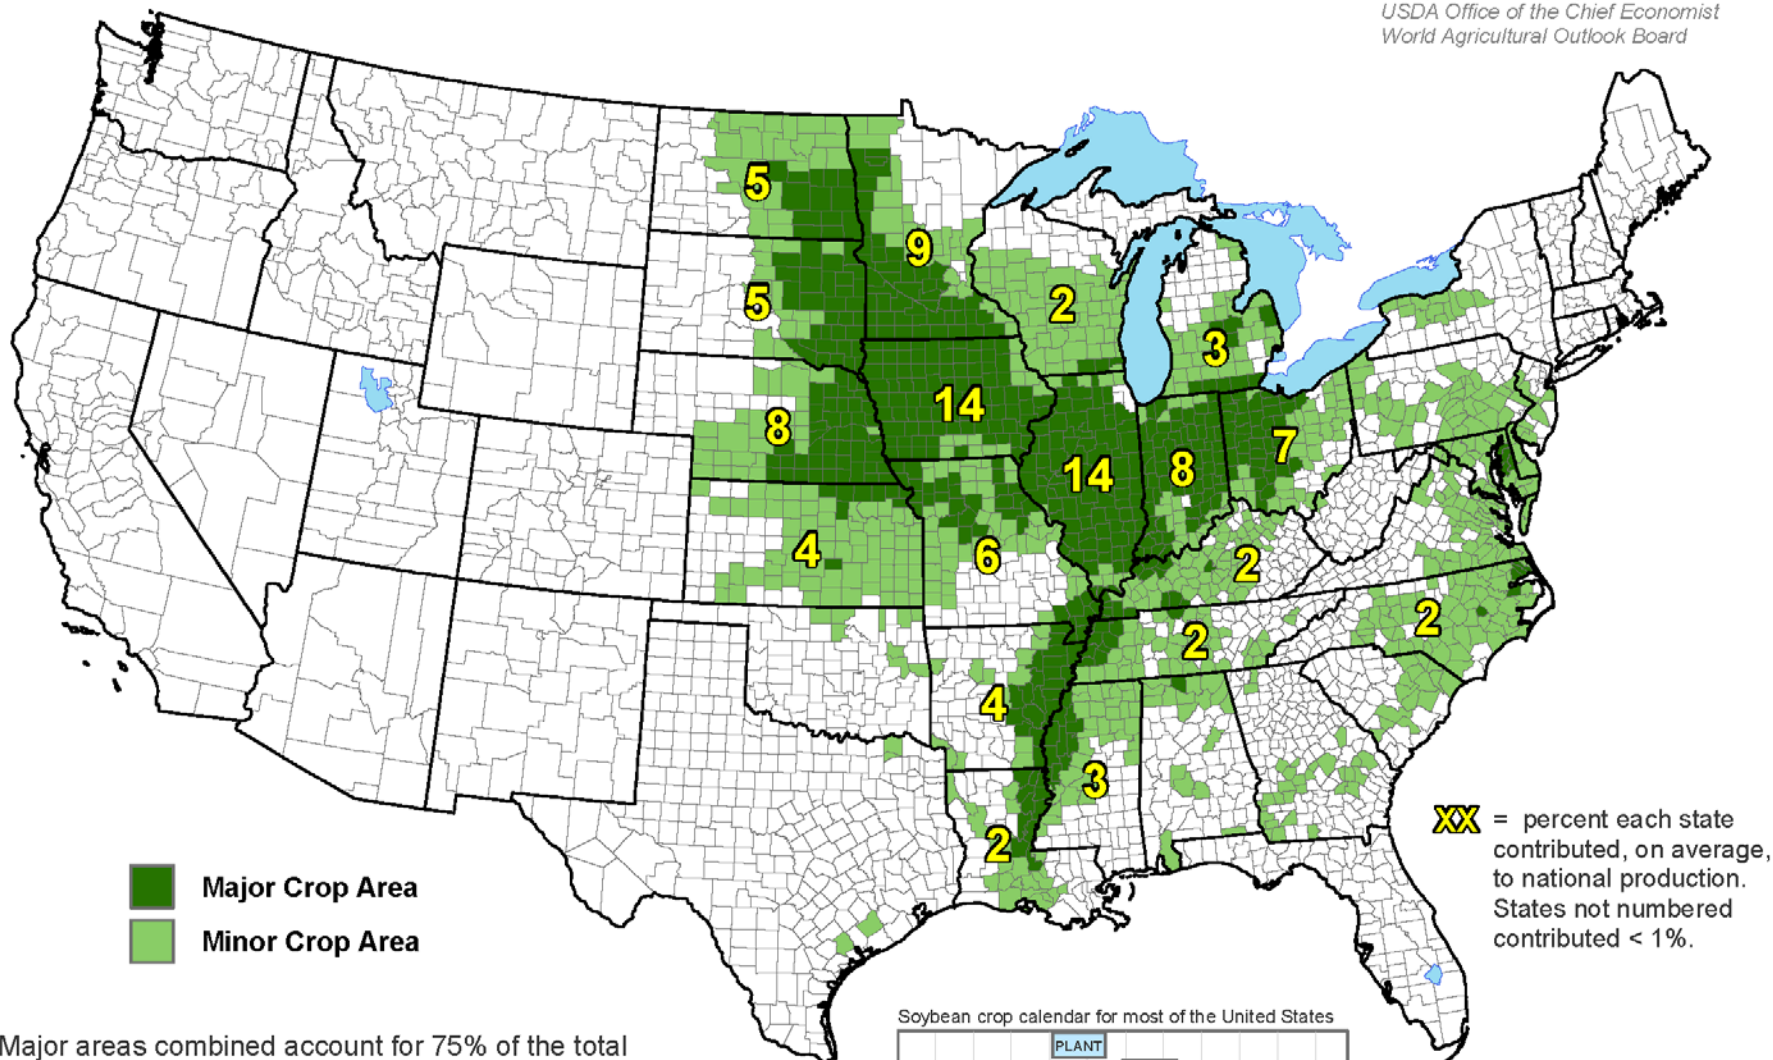 USDA Office of the Chief Economist
World Agricultural Outlook Board
5
9
5
2
3
14
8
7
14
8
4
6
2
2
2
4
3
2
XX = percent each state
contributed, on average,
to national production.
States not numbered
contributed < 1%.
Major Crop Area
Minor Crop Area
Soybean crop calendar for most of the United States
PLANT
Major areas combined account for 75% of the total